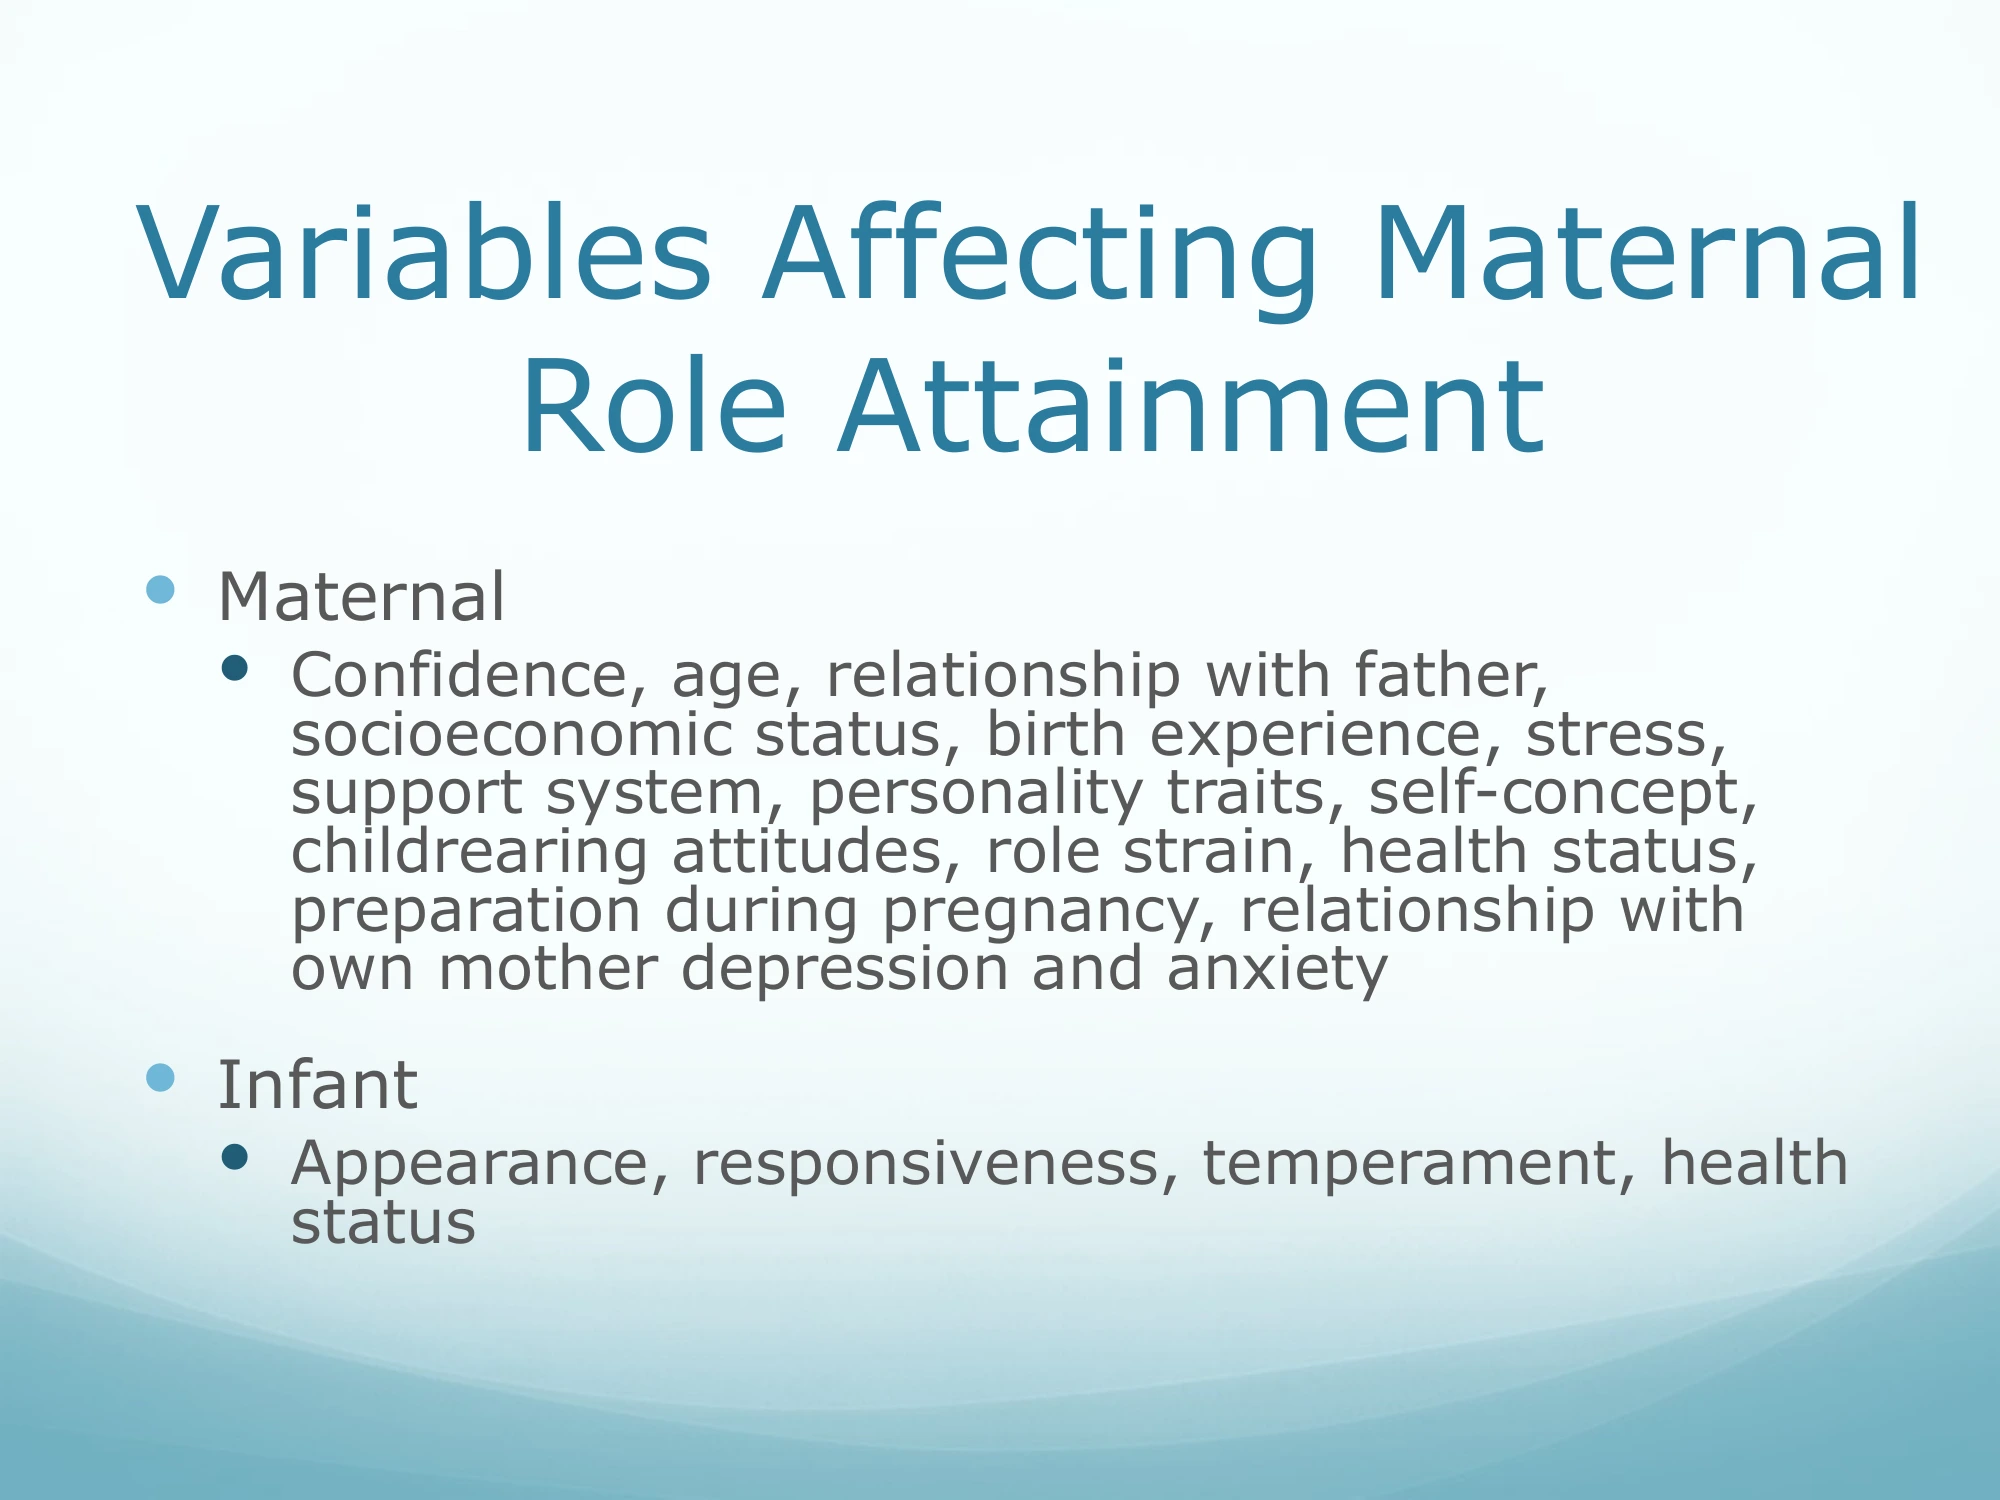 Variables Affecting Maternal
Role Attainment
• Maternal
• Confidence, age, relationship with father,
socioeconomic status, birth experience, stress,
support system, personality traits, self-concept,
childrearing attitudes, role strain, health status,
preparation during pregnancy, relationship with
own mother depression and anxiety
• Infant
• Appearance, responsiveness, temperament, health
status